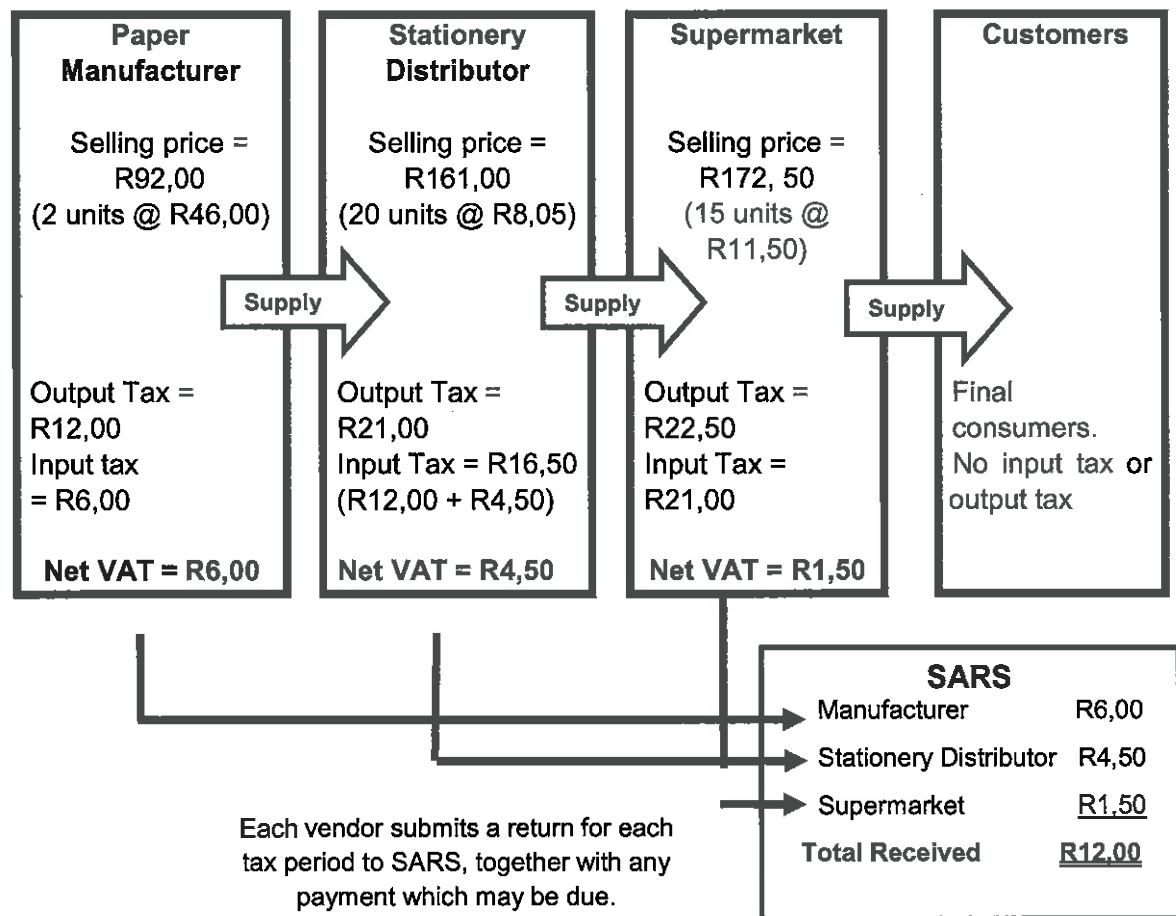 Paper
Manufacturer
Selling price =
R92,00
(2 units @ R46,00)
Supply
Output Tax =
R12,00
Input tax
= R6,00
Net VAT = R6,00
Stationery
Distributor
Selling price =
R161,00
(20 units @ R8,05)
Supply
Output Tax =
R21,00
Input Tax = R16,50
(R12,00 + R4,50)
Net VAT = R4,50
Supermarket
Selling price =
R172, 50
(15 units @
R11,50)
Supply
Output Tax =
R22,50
Input Tax =
R21,00
Net VAT = R1,50
Customers
Final
consumers.
No input tax or
output tax
SARS
Manufacturer R6,00
Stationery Distributor R4,50
Supermarket R1,50
Total Received R12,00
Each vendor submits a return for each
tax period to SARS, together with any
payment which may be due.